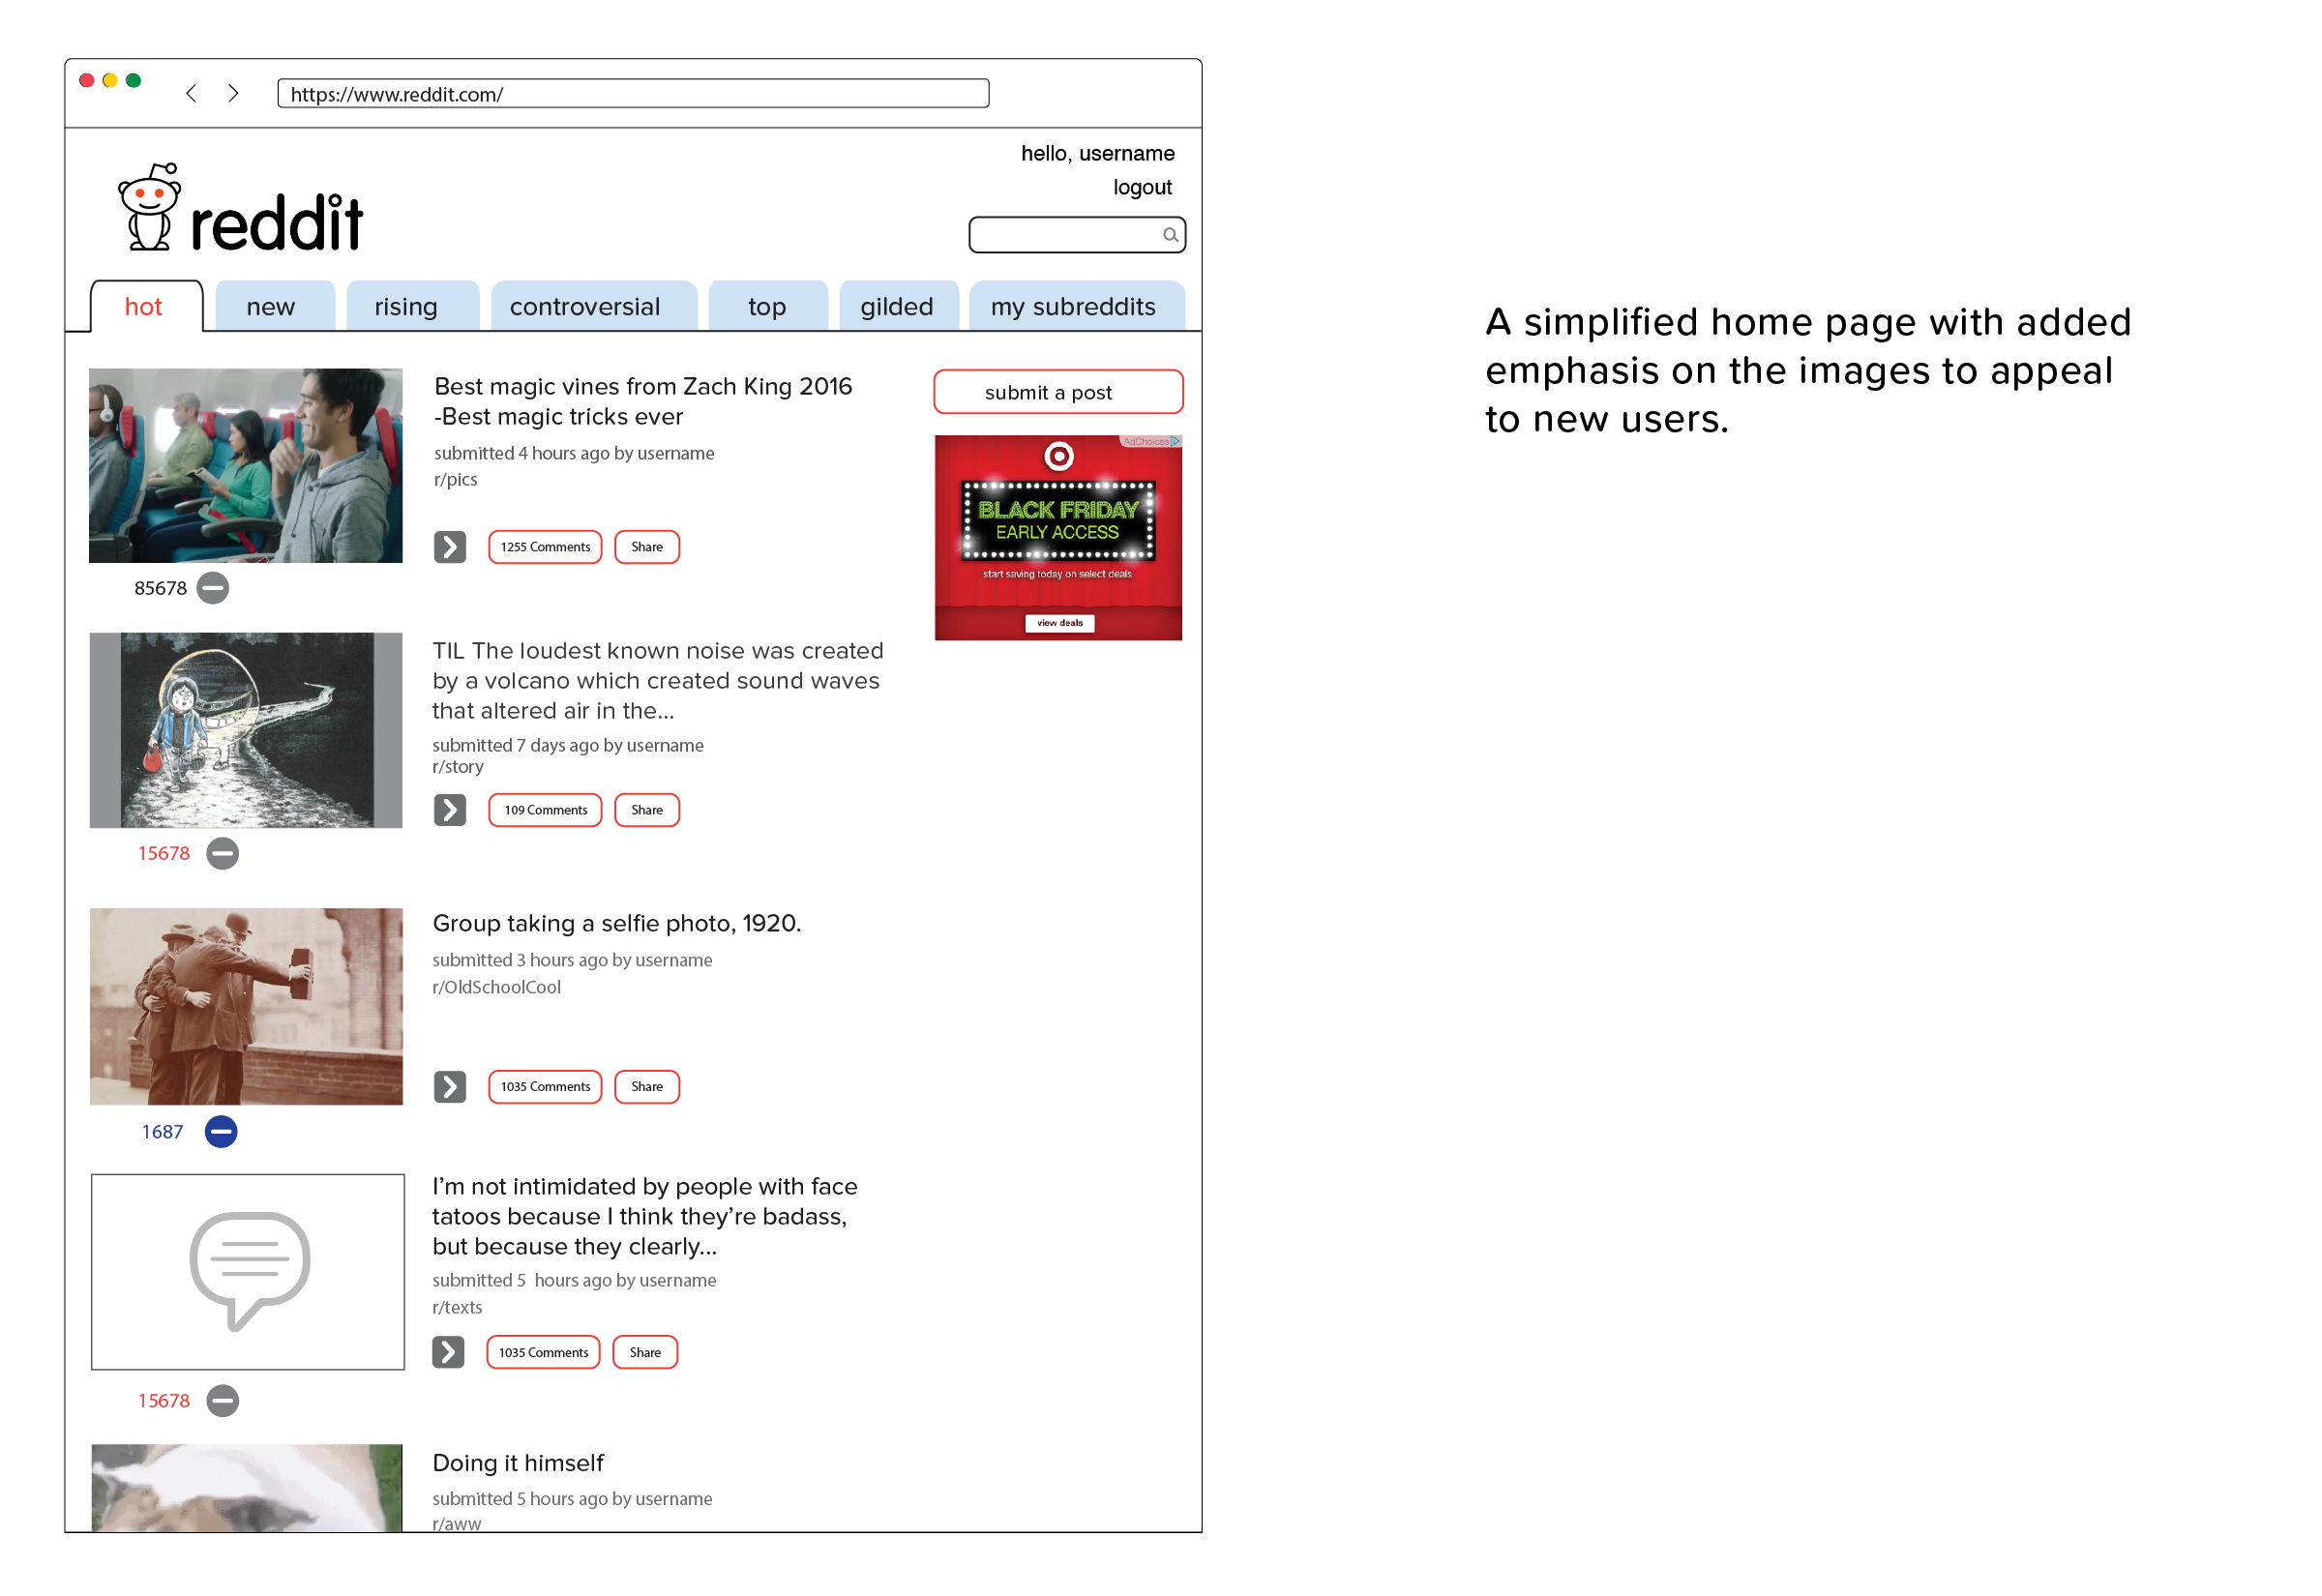 https://www.reddit.com/
hello, username
logout
reddit
hot
new
rising
controversial
top
gilded
my subreddits
Best magic vines from Zach King 2016
-Best magic tricks ever
submitted 4 hours ago by username
r/pics
1255 Comments
Share
85678
submit a post
AdChoices
BLACK FRIDAY
EARLY ACCESS
start saving today on select deals
view deals
TIL The loudest known noise was created
by a volcano which created sound waves
that altered air in the...
submitted 7 days ago by username
r/story
109 Comments
Share
15678
Group taking a selfie photo, 1920.
submitted 3 hours ago by username
r/OldSchoolCool
1035 Comments
Share
1687
I'm not intimidated by people with face
tatoos because I think they're badass,
but because they clearly...
submitted 5  hours ago by username
r/texts
1035 Comments
Share
15678
Doing it himself
submitted 5 hours ago by username
r/aww
A simplified home page with added
emphasis on the images to appeal
to new users.